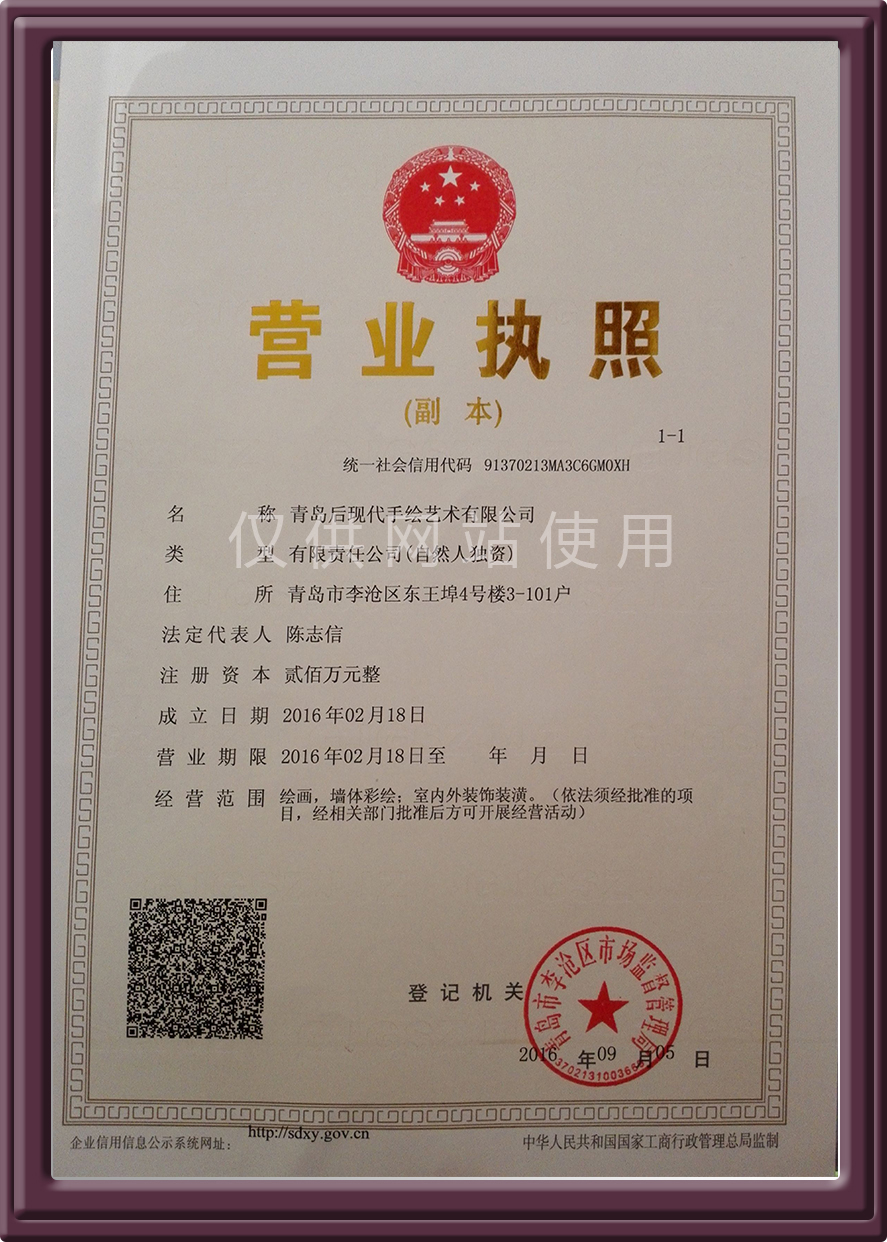 营业执照
(副 本)
1-1
统一社会信用代码 91370213MA3C6GM0XH
名 称 青岛后现代手绘艺术有限公司
仅供网站使用
类 型 有限责任公司(自然人独资)
住 所 青岛市李沧区东王埠4号楼3-101户
法定代表人 陈志信
注册资本 贰佰万元整
成立日期 2016年02月18日
营业期限 2016年02月18日至 年 月 日
经营范围 绘画，墙体彩绘；室内外装饰装潢。（依法须经批准的项
目，经相关部门批准后方可开展经营活动）
青岛市李沧区市场监督管理局
登记机关
2016 年09 月05 日
企业信用信息公示系统网址： http://sdxy.gov.cn
中华人民共和国国家工商行政管理总局监制